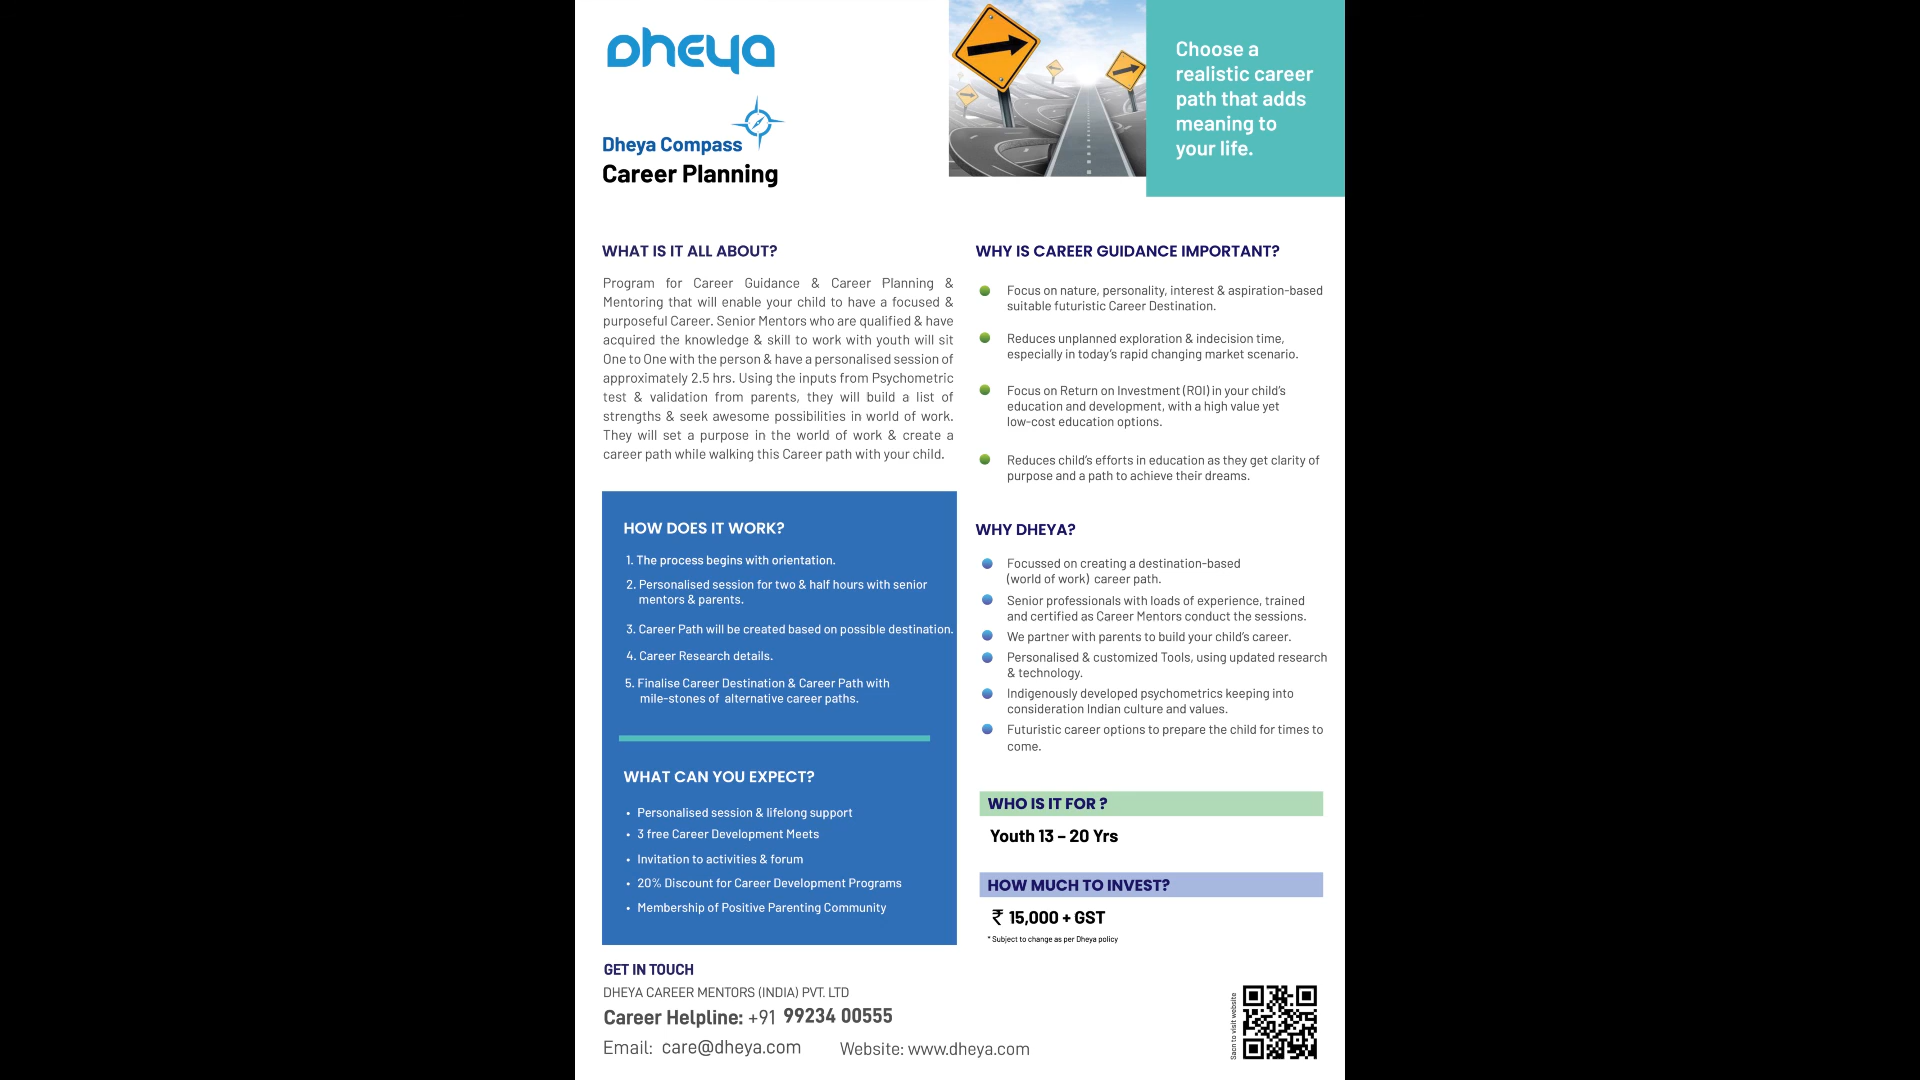 Dheya
Dheya Compass
Career Planning
Choose a
realistic career
path that adds
meaning to
your life.
WHAT IS IT ALL ABOUT?
Program for Career Guidance & Career Planning &
Mentoring that will enable your child to have a focused &
purposeful Career. Senior Mentors who are qualified & have
acquired the knowledge & skill to work with youth will sit
One to One with the person & have a personalised session of
approximately 2.5 hrs. Using the inputs from Psychometric
test & validation from parents, they will build a list of
strengths & seek awesome possibilities in world of work.
They will set a purpose in the world of work & create a
career path while walking this Career path with your child.
HOW DOES IT WORK?
1. The process begins with orientation.
2. Personalised session for two & half hours with senior
mentors & parents.
3. Career Path will be created based on possible destination.
4. Career Research details.
5. Finalise Career Destination & Career Path with
mile-stones of alternative career paths.
WHAT CAN YOU EXPECT?
• Personalised session & lifelong support
• 3 free Career Development Meets
• Invitation to activities & forum
• 20% Discount for Career Development Programs
• Membership of Positive Parenting Community
WHY IS CAREER GUIDANCE IMPORTANT?
Focus on nature, personality, interest & aspiration-based
suitable futuristic Career Destination.
Reduces unplanned exploration & indecision time,
especially in today's rapid changing market scenario.
Focus on Return on Investment (ROI) in your child's
education and development, with a high value yet
low-cost education options.
Reduces child's efforts in education as they get clarity of
purpose and a path to achieve their dreams.
WHY DHEYA?
Focussed on creating a destination-based
(world of work) career path.
Senior professionals with loads of experience, trained
and certified as Career Mentors conduct the sessions.
We partner with parents to build your child's career.
Personalised & customized Tools, using updated research
& technology.
Indigenously developed psychometrics keeping into
consideration Indian culture and values.
Futuristic career options to prepare the child for times to
come.
WHO IS IT FOR ?
Youth 13 – 20 Yrs
HOW MUCH TO INVEST?
₹ 15,000 + GST
* Subject to change as per Dheya policy
GET IN TOUCH
DHEYA CAREER MENTORS (INDIA) PVT. LTD
Career Helpline: +91 99234 00555
Email: care@dheya.com Website: www.dheya.com
Sacn to visit website